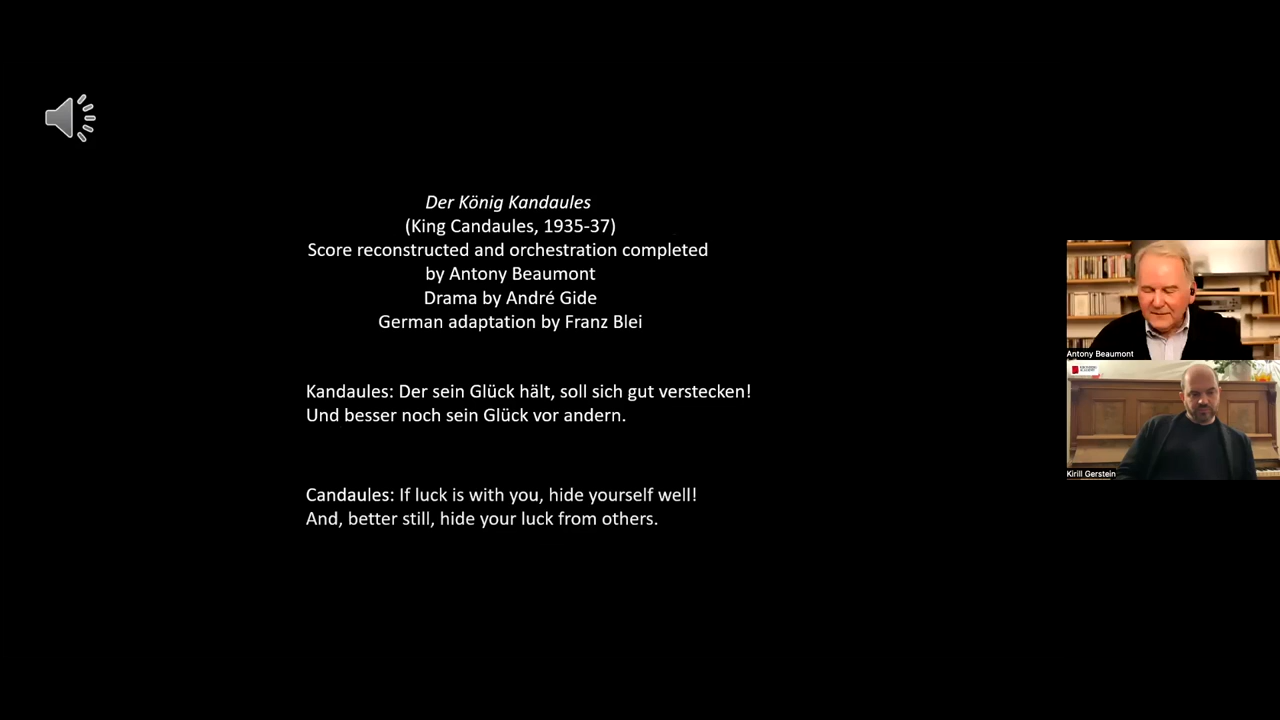 Der König Kandaules
(King Candaules, 1935-37)
Score reconstructed and orchestration completed
by Antony Beaumont
Drama by André Gide
German adaptation by Franz Blei
Kandaules: Der sein Glück hält, soll sich gut verstecken!
Und besser noch sein Glück vor andern.
Candaules: If luck is with you, hide yourself well!
And, better still, hide your luck from others.
Antony Beaumont
Kirill Gerstein